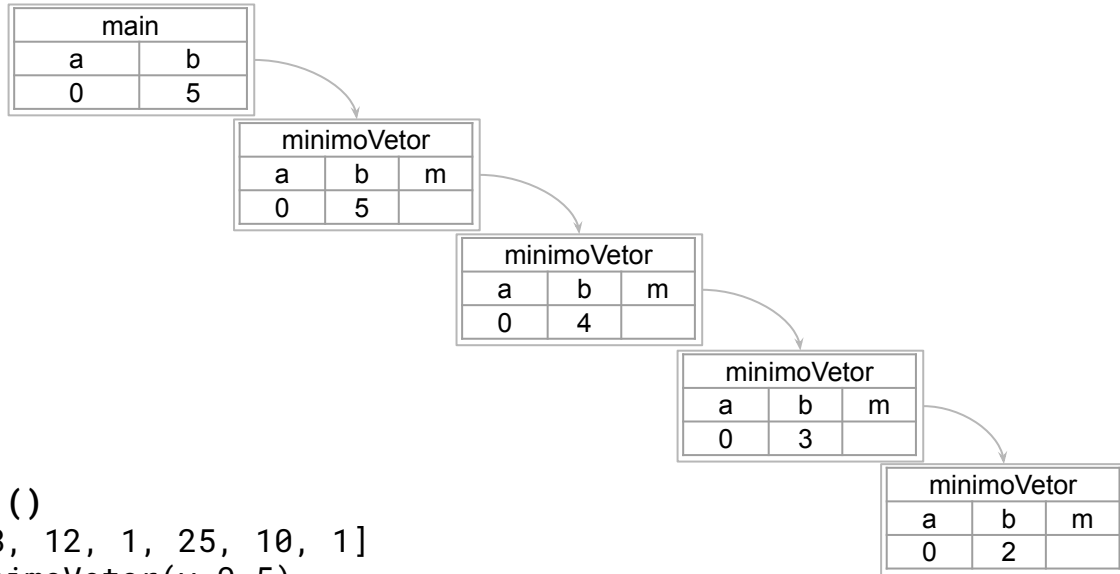 main
a b
0 5
minimoVetor
a b m
0 5
minimoVetor
a b m
0 4
minimoVetor
a b m
0 3
minimoVetor
a b m
0 2
()
, 12, 1, 25, 10, 1]